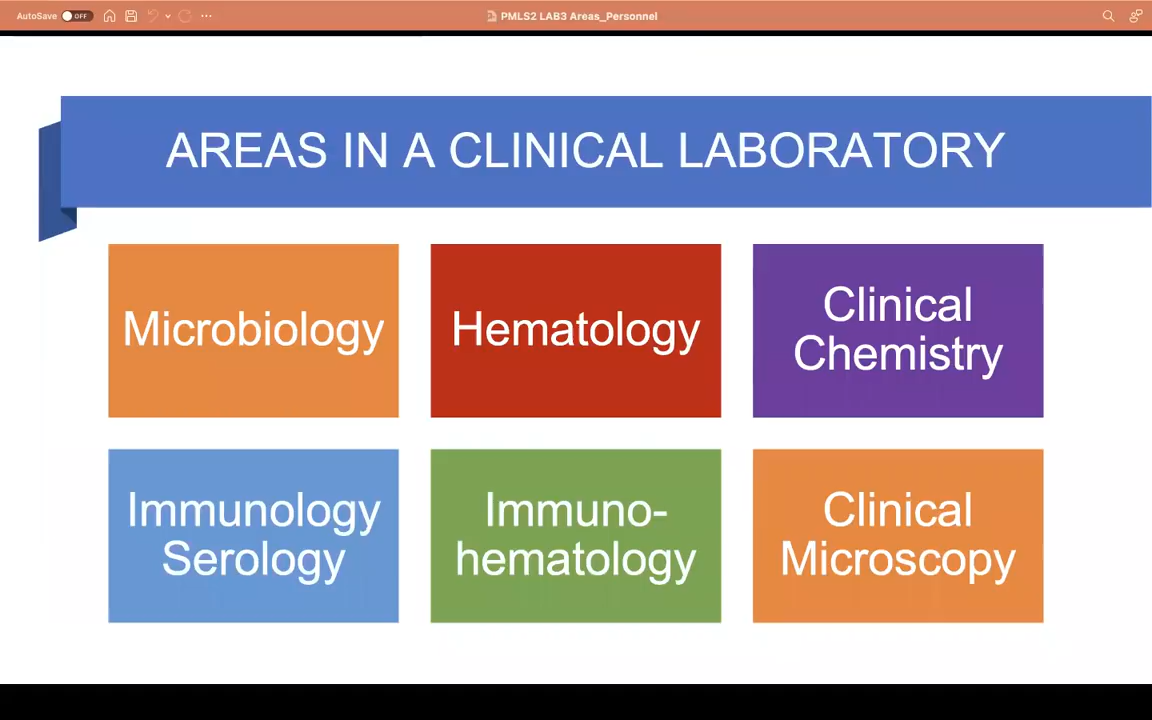 AutoSave OFF
PMLS2 LAB3 Areas_Personnel
AREAS IN A CLINICAL LABORATORY
Microbiology
Hematology
Clinical
Chemistry
Immunology
Serology
Immuno-
hematology
Clinical
Microscopy